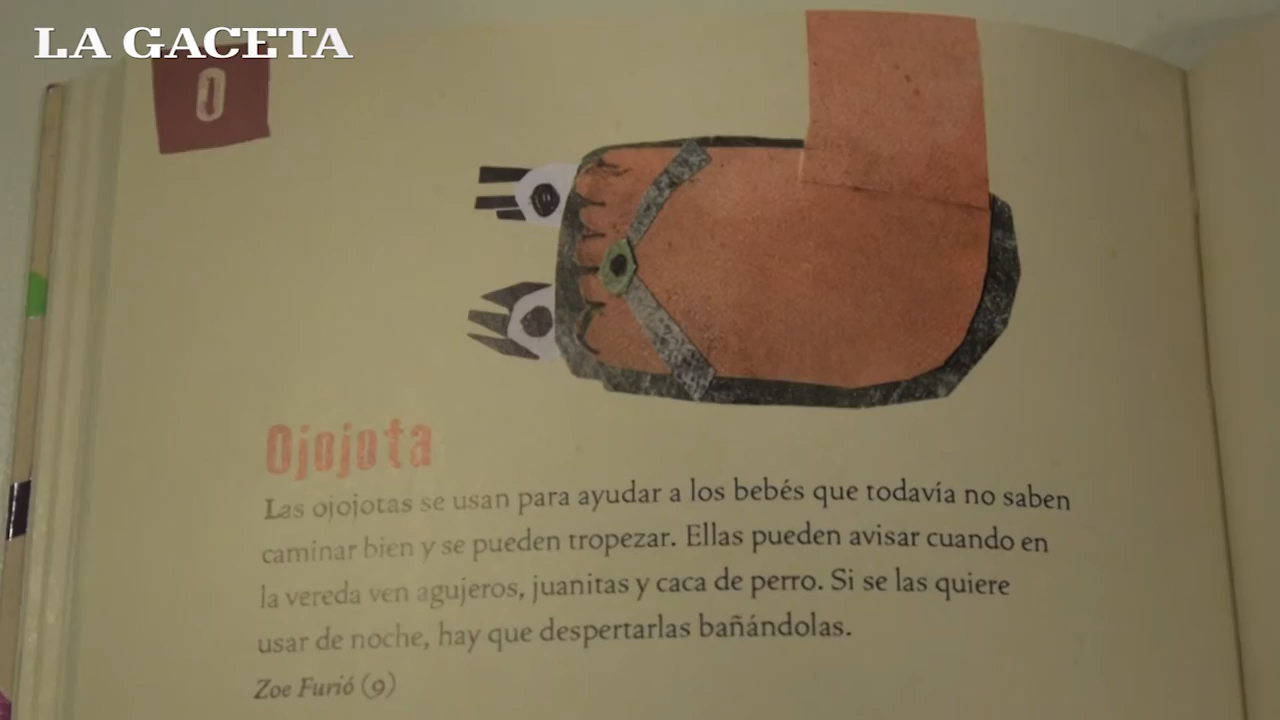 LA GACETA
O
Ojojota
Las ojojotas se usan para ayudar a los bebés que todavía no saben
caminar bien y se pueden tropezar. Ellas pueden avisar cuando en
la vereda ven agujeros, juanitas y caca de perro. Si se las quiere
usar de noche, hay que despertarlas bañándolas.
Zoe Furió (9)